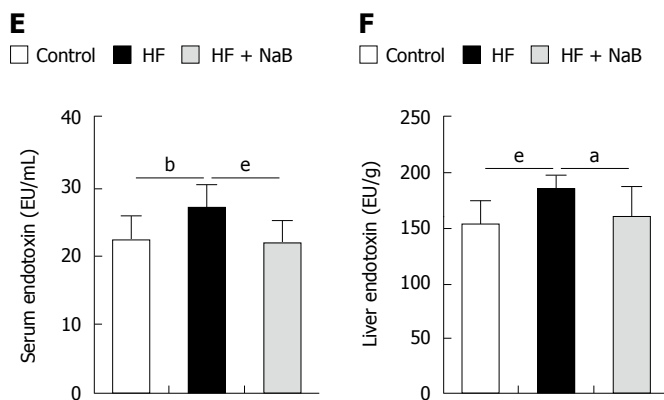 E
Control HF HF + NaB
Serum endotoxin (EU/mL)
40
30
20
10
0
b e
F
Control HF HF + NaB
Liver endotoxin (EU/g)
250
200
150
100
50
0
e a